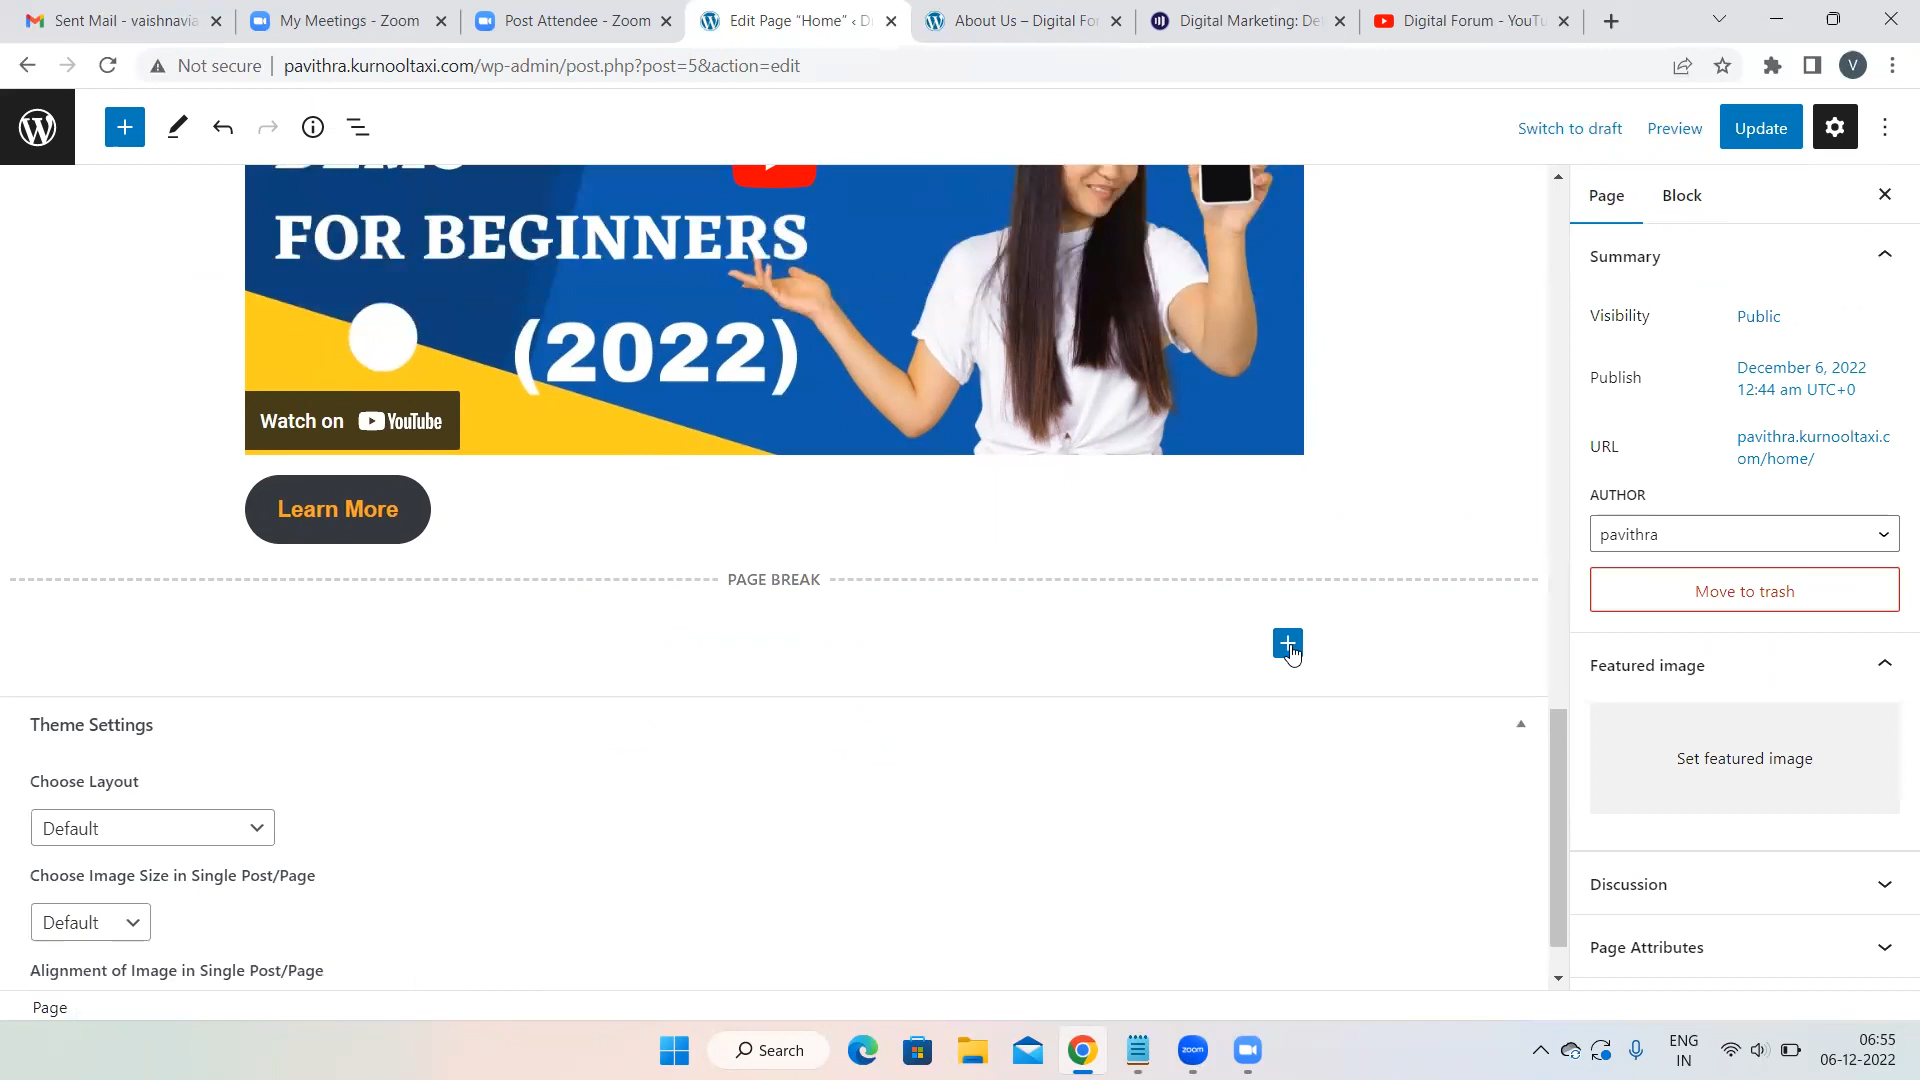 Sent Mail - vaishnavia
My Meetings - Zoom
Post Attendee - Zoom
Edit Page “Home” ‹ D
About Us – Digital Fo
Digital Marketing: De
Digital Forum - YouTu
Not secure
pavithra.kurnooltaxi.com/wp-admin/post.php?post=5&action=edit
V
Switch to draft
Preview
Update
FOR BEGINNERS
(2022)
Watch on YouTube
Learn More
PAGE BREAK
Theme Settings
Choose Layout
Default
Choose Image Size in Single Post/Page
Default
Alignment of Image in Single Post/Page
Page
Page
Block
Summary
Visibility
Public
Publish
December 6, 2022
12:44 am UTC+0
URL
pavithra.kurnooltaxi.c
om/home/
AUTHOR
pavithra
Move to trash
Featured image
Set featured image
Discussion
Page Attributes
Search
zoom
ENG
IN
06:55
06-12-2022